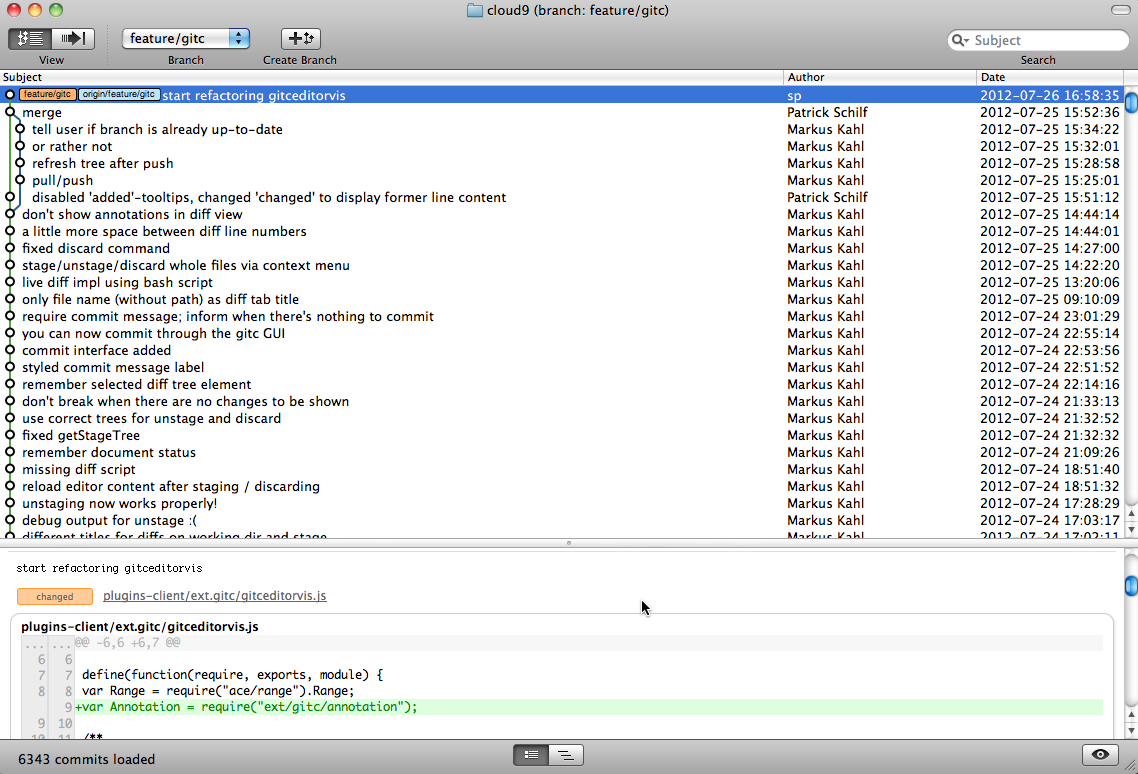 cloud9 (branch: feature/gitc)
feature/gitc
Subject
View Branch Create Branch Search
Subject Author Date
feature/gitc origin/feature/gitc start refactoring gitceditorvis sp 2012-07-26 16:58:35
merge Patrick Schilf 2012-07-25 15:52:36
tell user if branch is already up-to-date Markus Kahl 2012-07-25 15:34:22
or rather not Markus Kahl 2012-07-25 15:32:01
refresh tree after push Markus Kahl 2012-07-25 15:28:58
pull/push Markus Kahl 2012-07-25 15:25:01
disabled 'added'-tooltips, changed 'changed' to display former line content Patrick Schilf 2012-07-25 15:51:12
don't show annotations in diff view Markus Kahl 2012-07-25 14:44:14
a little more space between diff line numbers Markus Kahl 2012-07-25 14:44:01
fixed discard command Markus Kahl 2012-07-25 14:27:00
stage/unstage/discard whole files via context menu Markus Kahl 2012-07-25 14:22:20
live diff impl using bash script Markus Kahl 2012-07-25 13:20:06
only file name (without path) as diff tab title Markus Kahl 2012-07-25 09:10:09
require commit message; inform when there's nothing to commit Markus Kahl 2012-07-24 23:01:29
you can now commit through the gitc GUI Markus Kahl 2012-07-24 22:55:14
commit interface added Markus Kahl 2012-07-24 22:53:56
styled commit message label Markus Kahl 2012-07-24 22:51:52
remember selected diff tree element Markus Kahl 2012-07-24 22:14:16
don't break when there are no changes to be shown Markus Kahl 2012-07-24 21:33:13
use correct trees for unstage and discard Markus Kahl 2012-07-24 21:32:52
fixed getStageTree Markus Kahl 2012-07-24 21:32:32
remember document status Markus Kahl 2012-07-24 21:09:26
missing diff script Markus Kahl 2012-07-24 18:51:40
reload editor content after staging / discarding Markus Kahl 2012-07-24 18:51:32
unstaging now works properly! Markus Kahl 2012-07-24 17:28:29
debug output for unstage :( Markus Kahl 2012-07-24 17:03:17
different titles for diffs on working dir and stage Markus Kahl 2012-07-24 17:02:11
start refactoring gitceditorvis
changed plugins-client/ext.gitc/gitceditorvis.js
plugins-client/ext.gitc/gitceditorvis.js
... ... @@ -6,6 +6,7 @@
6 6
7 7 define(function(require, exports, module) {
8 8 var Range = require("ace/range").Range;
9 +var Annotation = require("ext/gitc/annotation");
9 10
10 11 /**
6343 commits loaded